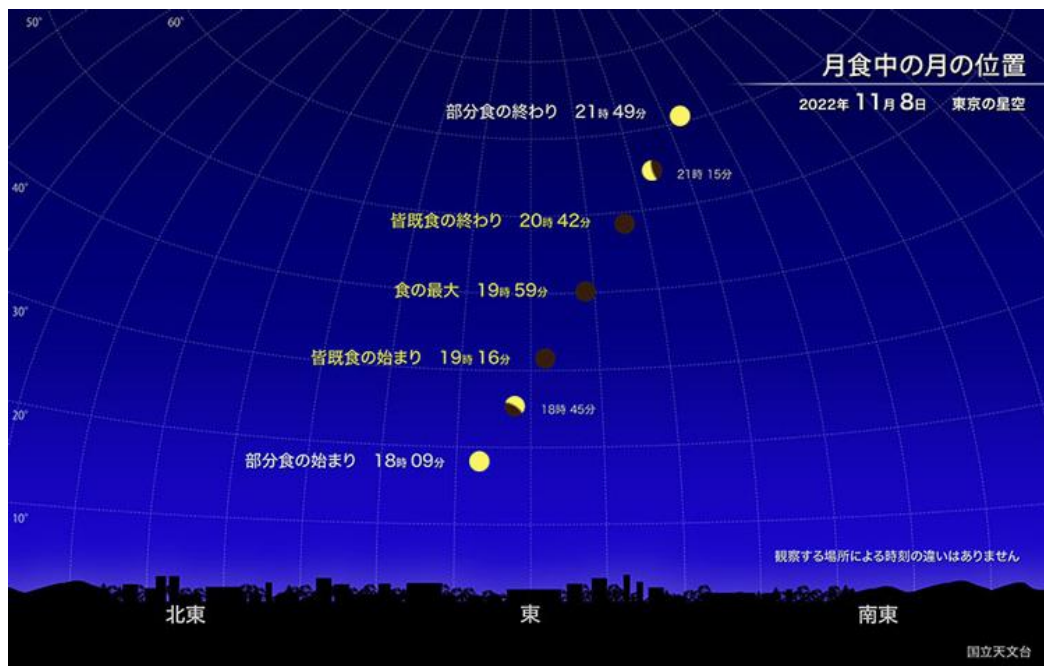 50°
60°
月食中の月の位置
2022年 11月 8日 東京の星空
部分食の終わり 21時 49分
21時 15分
40°
皆既食の終わり 20時 42分
食の最大 19時 59分
30°
皆既食の始まり 19時 16分
20°
18時 45分
部分食の始まり 18時 09分
10°
観察する場所による時刻の違いはありません
北東 東 南東
国立天文台